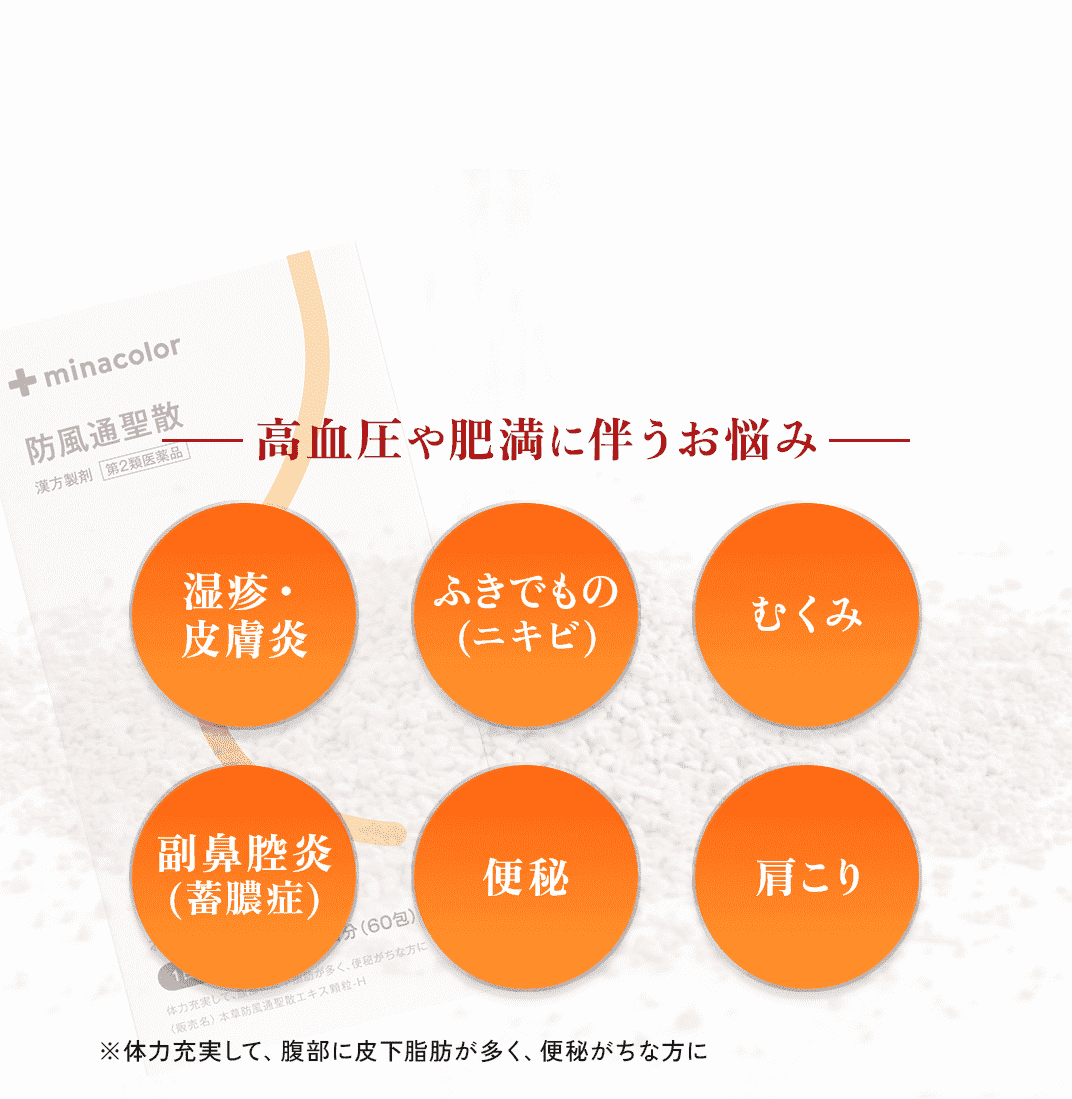 minacolor
防風通聖散
漢方製剤 第2類医薬品
高血圧や肥満に伴うお悩み
湿疹・
皮膚炎
ふきでもの
(ニキビ)
むくみ
副鼻腔炎
(蓄膿症)
便秘
肩こり
分(60包)
体力充実して、
脂肪が多く、便秘がちな方に
(販売名)本草防風通聖散エキス顆粒-H
※体力充実して、腹部に皮下脂肪が多く、便秘がちな方に